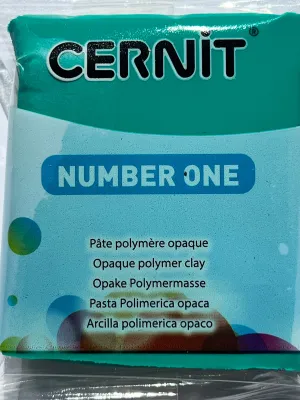 CERNIT®
NUMBER ONE
Pâte polymère opaque
Opaque polymer clay
Opake Polymermasse
Pasta Polimerica opaca
Arcilla polimerica opaco